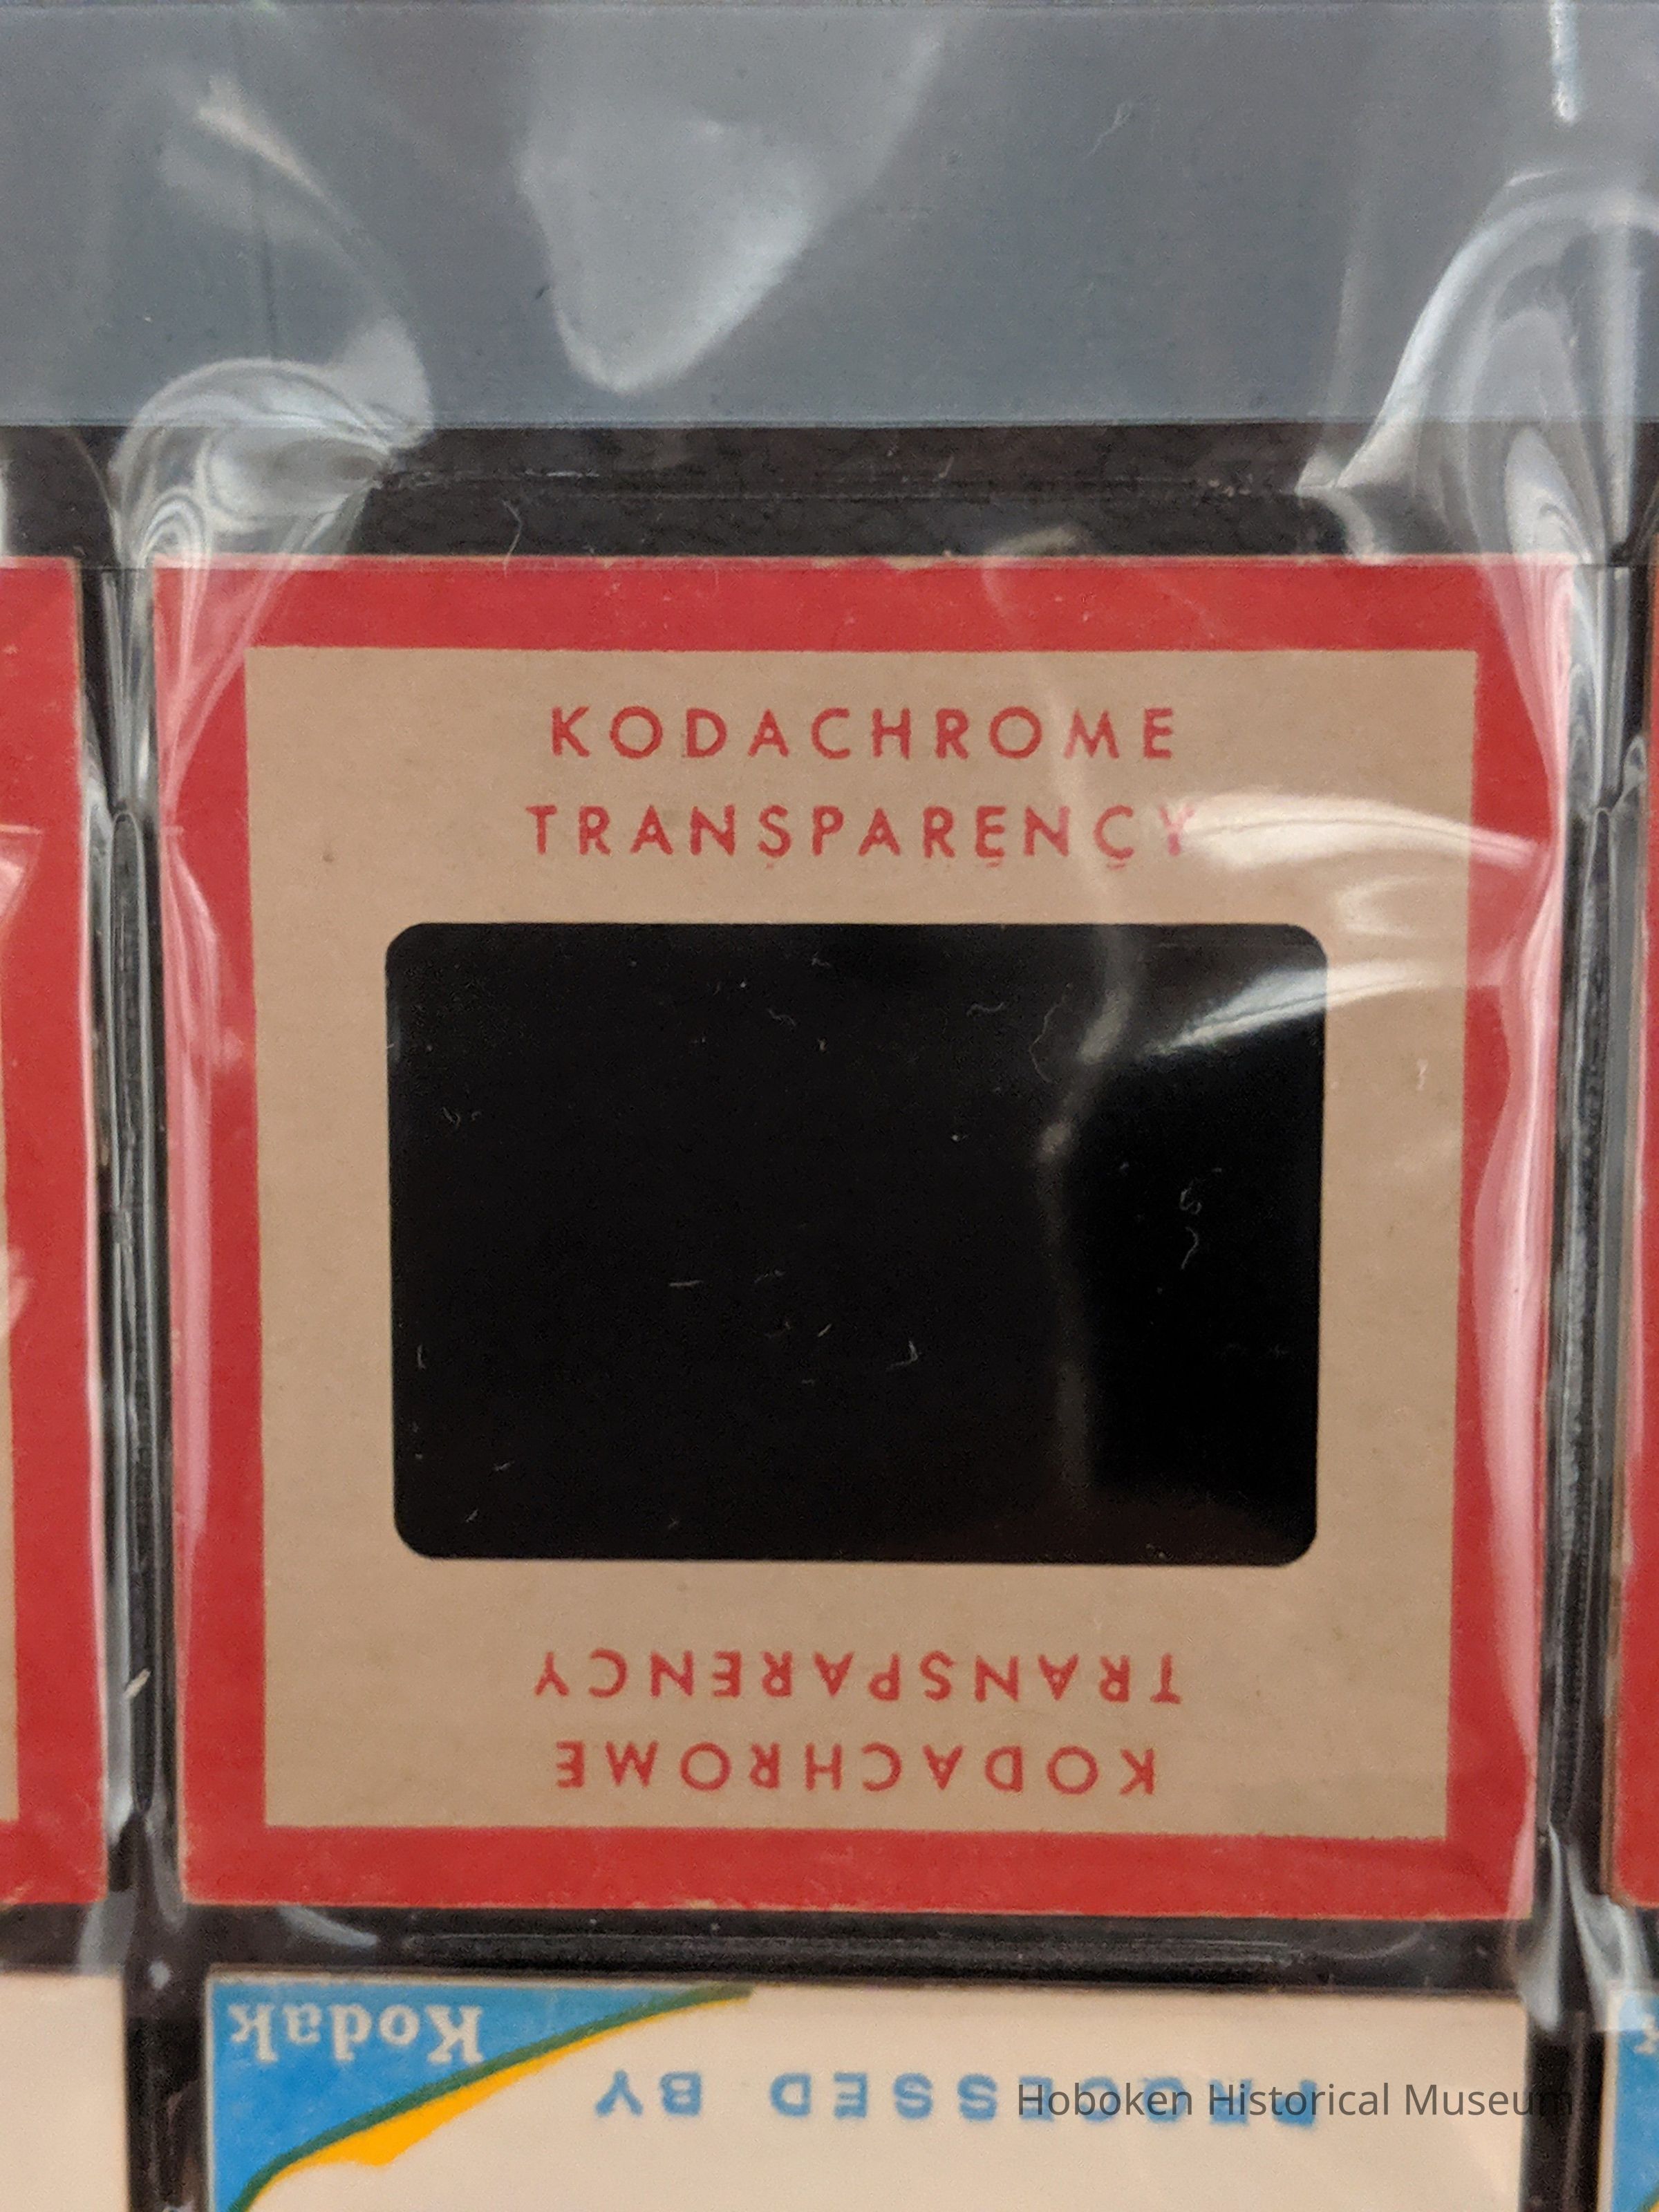 KODACHROME
TRANSPARENCY
TRANSPARENCY
KODACHROME
Kodak
PROCESSED BY
Hoboken Historical Museum